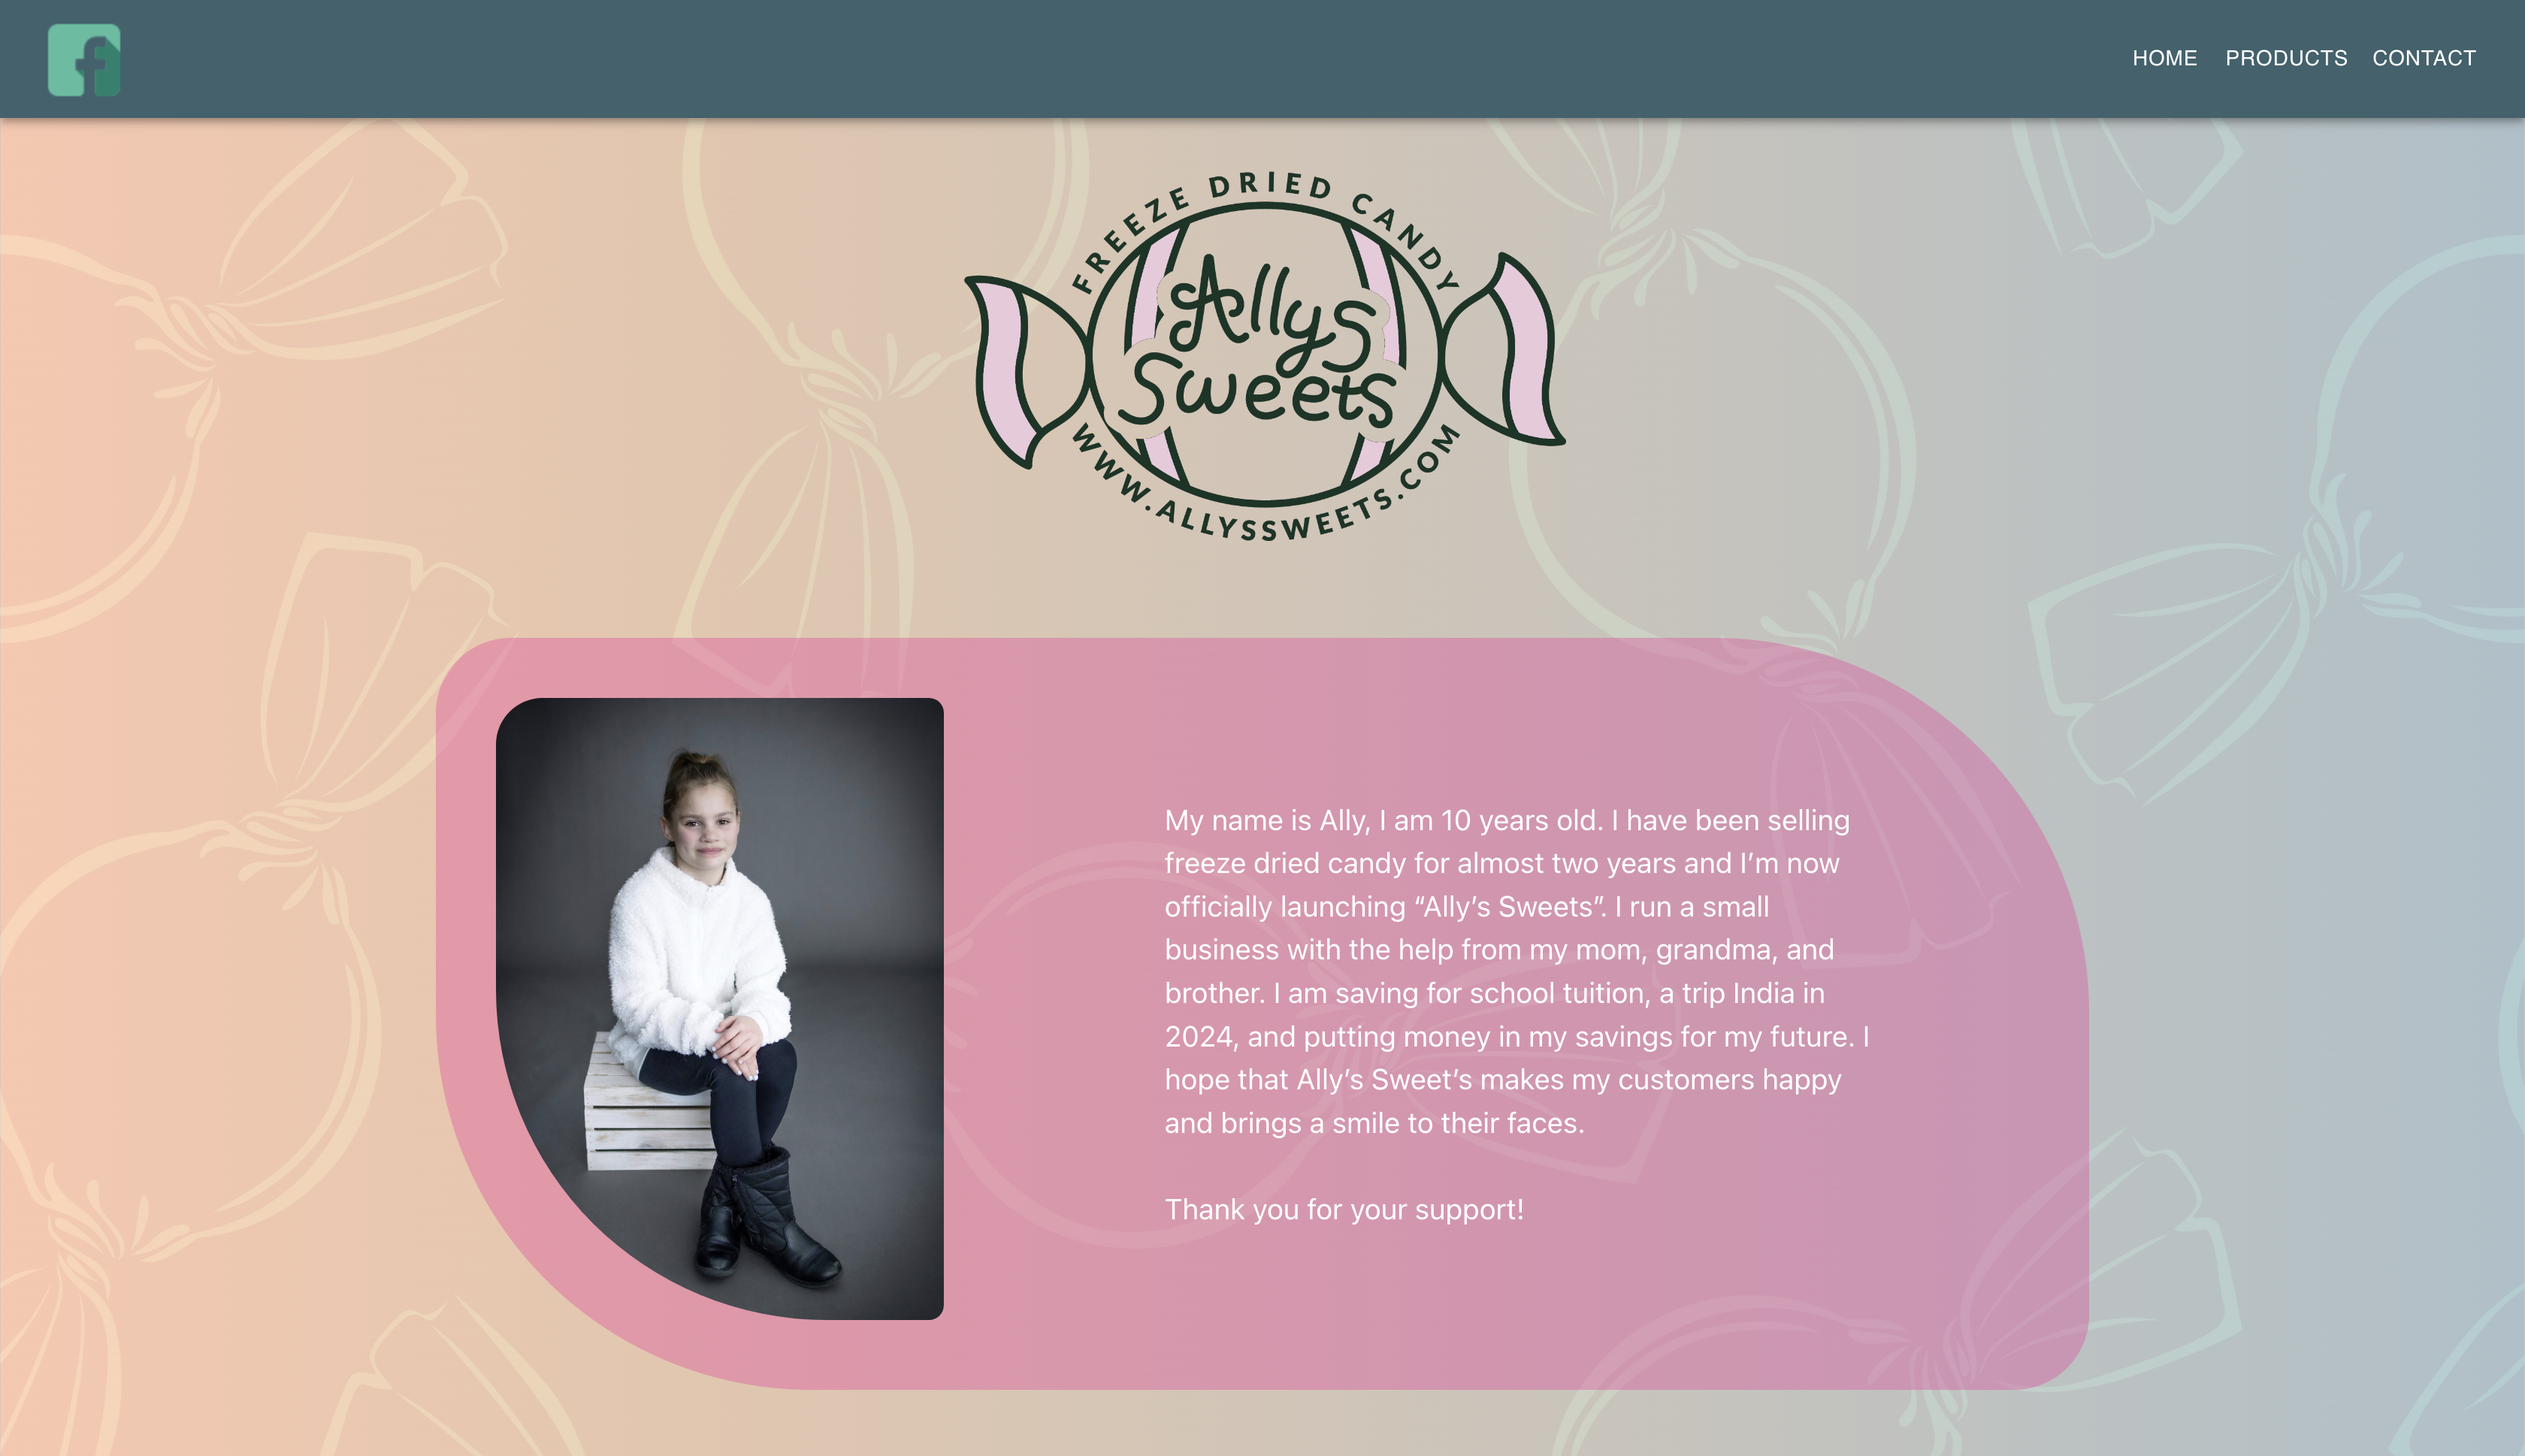 HOME PRODUCTS CONTACT
FREEZE DRIED CANDY
Allys
Sweets
WWW.ALLYSSWEETS.COM
My name is Ally, I am 10 years old. I have been selling
freeze dried candy for almost two years and I’m now
officially launching “Ally’s Sweets”. I run a small
business with the help from my mom, grandma, and
brother. I am saving for school tuition, a trip India in
2024, and putting money in my savings for my future. I
hope that Ally’s Sweet’s makes my customers happy
and brings a smile to their faces.
Thank you for your support!